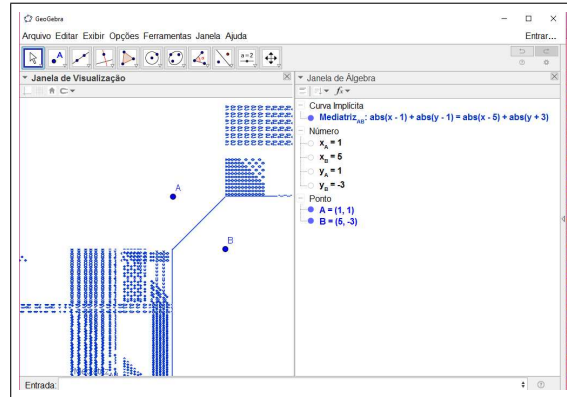 GeoGebra
Arquivo Editar Exibir Opções Ferramentas Janela Ajuda
Entrar...
A
a=2
Janela de Visualização
Janela de Álgebra
Curva Implícita
Mediatriz_AB: abs(x - 1) + abs(y - 1) = abs(x - 5) + abs(y + 3)
Número
x_A = 1
x_B = 5
y_A = 1
y_B = -3
Ponto
A = (1, 1)
B = (5, -3)
A
B
Entrada: